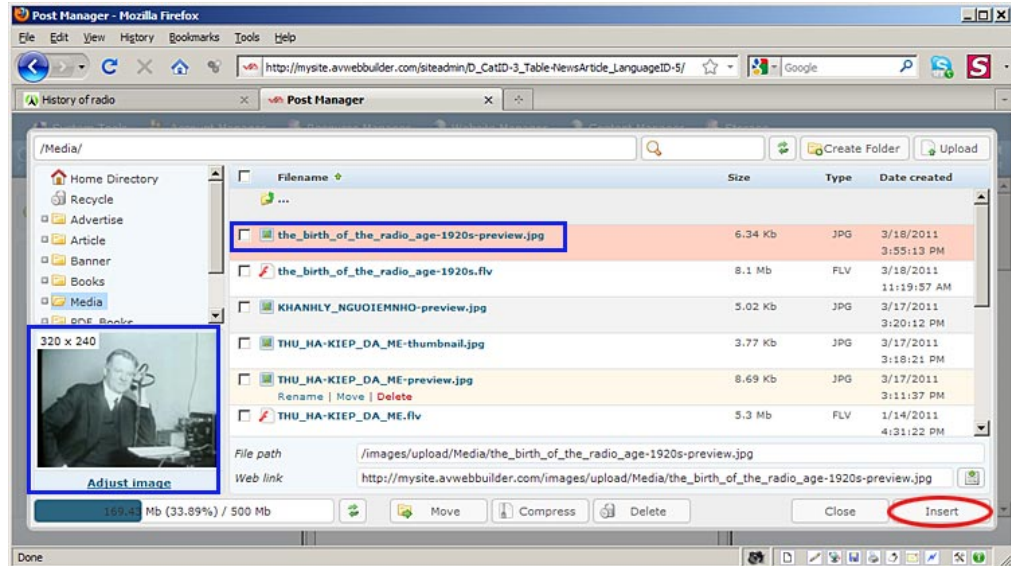 Post Manager - Mozilla Firefox
File Edit View History Bookmarks Tools Help
http://mysite.avwebbuilder.com/siteadmin/D_CatID-3_Table-NewsArticle_LanguageID-5/ Google
History of radio Post Manager
/Media/ Create Folder Upload
Home Directory
Recycle
Advertise
Article
Banner
Books
Media
PDF Books
Filename Size Type Date created
...
the_birth_of_the_radio_age-1920s-preview.jpg 6.34 Kb JPG 3/18/2011
3:55:13 PM
the_birth_of_the_radio_age-1920s.flv 8.1 Mb FLV 3/18/2011
11:19:57 AM
KHANHLY_NGUOIEMNHO-preview.jpg 5.02 Kb JPG 3/17/2011
3:20:12 PM
THU_HA-KIEP_DA_ME-thumbnail.jpg 3.77 Kb JPG 3/17/2011
3:18:21 PM
THU_HA-KIEP_DA_ME-preview.jpg 8.69 Kb JPG 3/17/2011
Rename | Move | Delete 3:11:37 PM
THU_HA-KIEP_DA_ME.flv 5.3 Mb FLV 1/14/2011
4:31:22 PM
320 x 240
Adjust image
File path /images/upload/Media/the_birth_of_the_radio_age-1920s-preview.jpg
Web link http://mysite.avwebbuilder.com/images/upload/Media/the_birth_of_the_radio_age-1920s-preview.jpg
169.43 Mb (33.89%) / 500 Mb Move Compress Delete Close Insert
Done